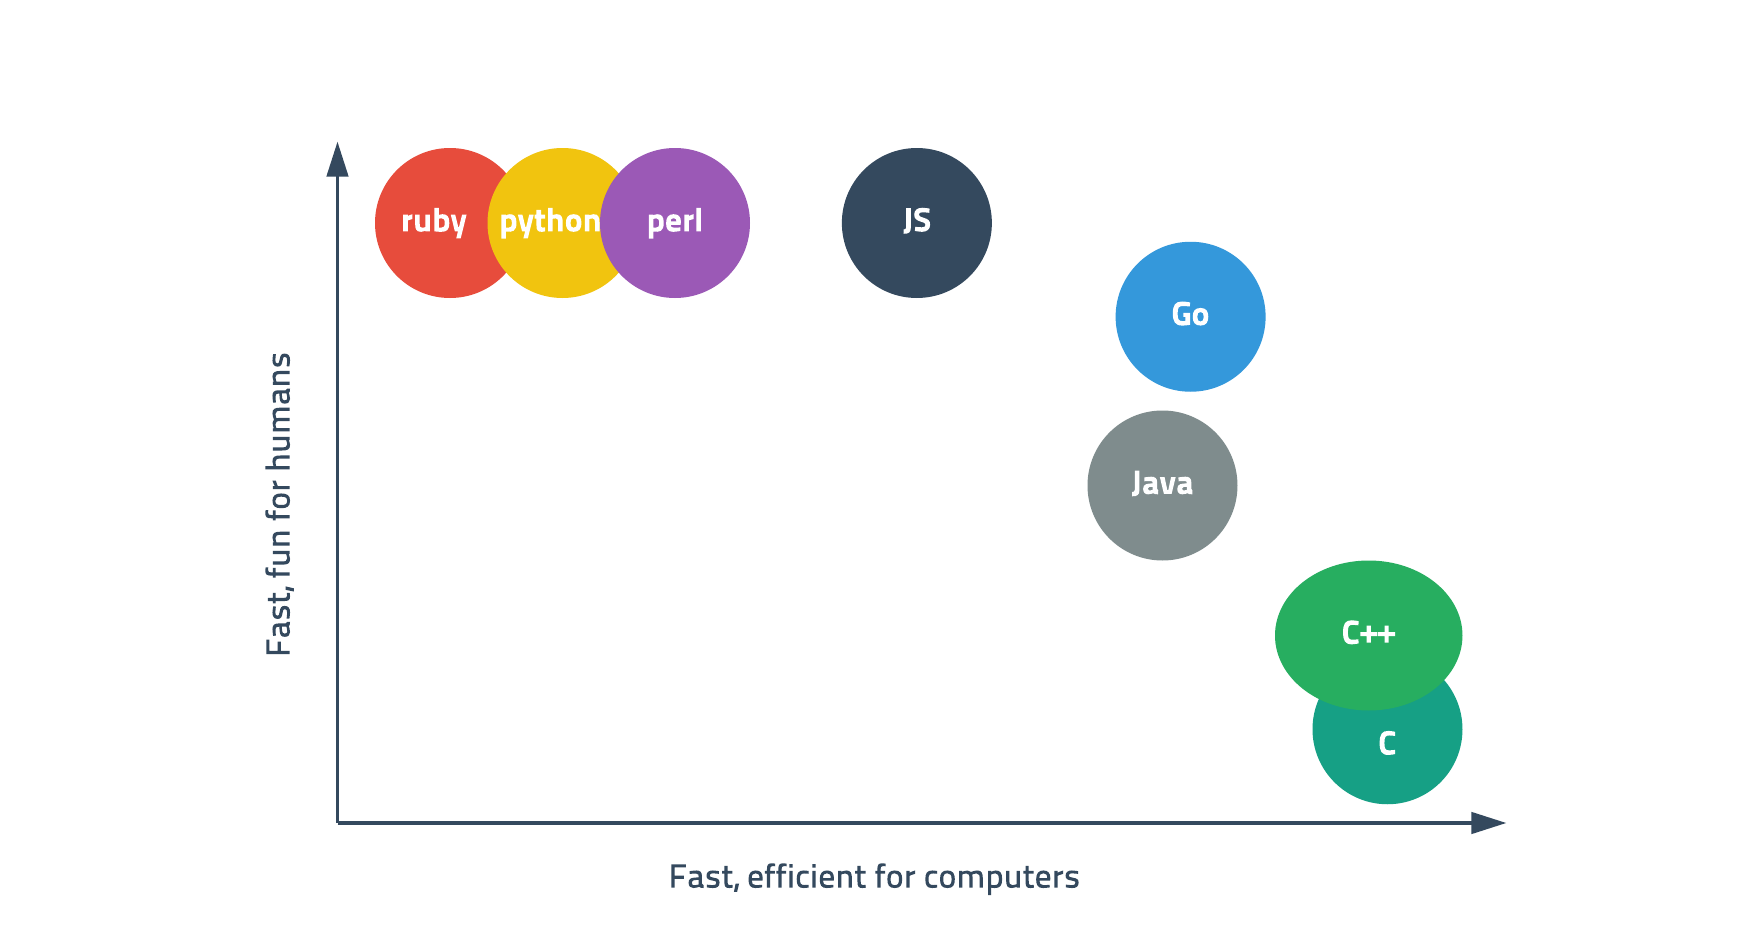 ruby
python
perl
JS
Go
Java
C++
C
Fast, fun for humans
Fast, efficient for computers